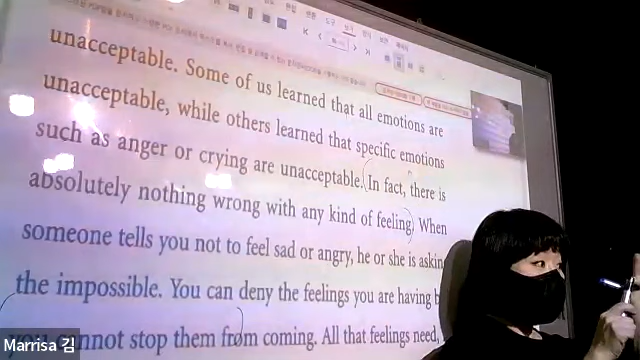 unacceptable. Some of us learned that all emotions are
unacceptable, while others learned that specific emotions
such as anger or crying are unacceptable. In fact, there is
absolutely nothing wrong with any kind of feeling. When
someone tells you not to feel sad or angry, he or she is asking
the impossible. You can deny the feelings you are having b
you cannot stop them from coming. All that feelings need,
Marrisa 김